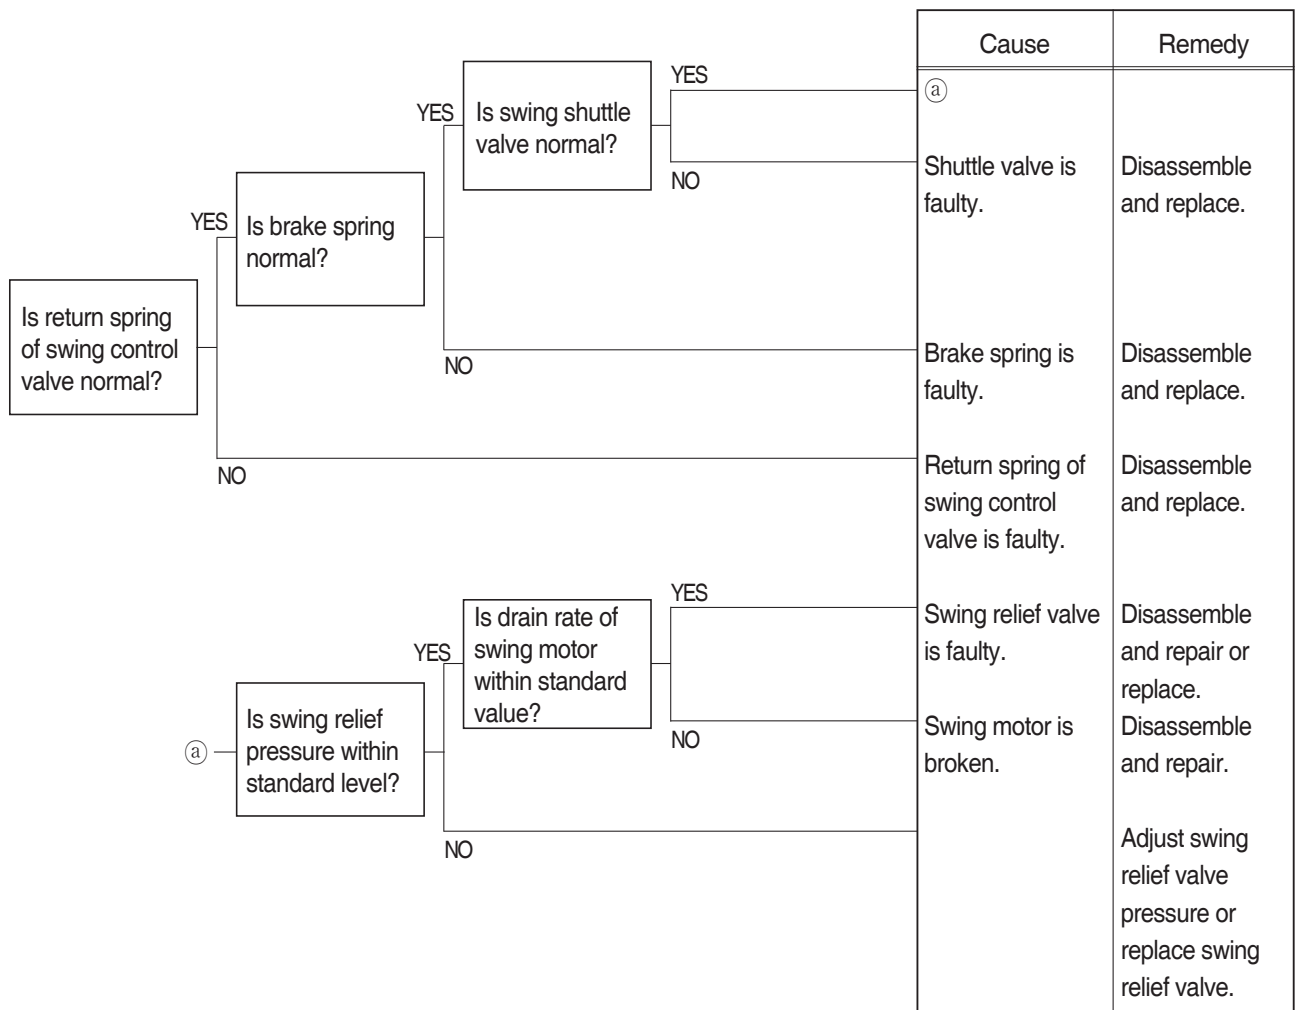 Cause
Remedy
YES
ⓐ
YES
Is swing shuttle
valve normal?
NO
Shuttle valve is
faulty.
Disassemble
and replace.
YES
Is brake spring
normal?
Is return spring
of swing control
valve normal?
NO
Brake spring is
faulty.
Disassemble
and replace.
NO
Return spring of
swing control
valve is faulty.
Disassemble
and replace.
YES
Is drain rate of
swing motor
within standard
value?
Swing relief valve
is faulty.
Disassemble
and repair or
replace.
YES
ⓐ
Is swing relief
pressure within
standard level?
NO
Swing motor is
broken.
Disassemble
and repair.
NO
Adjust swing
relief valve
pressure or
replace swing
relief valve.